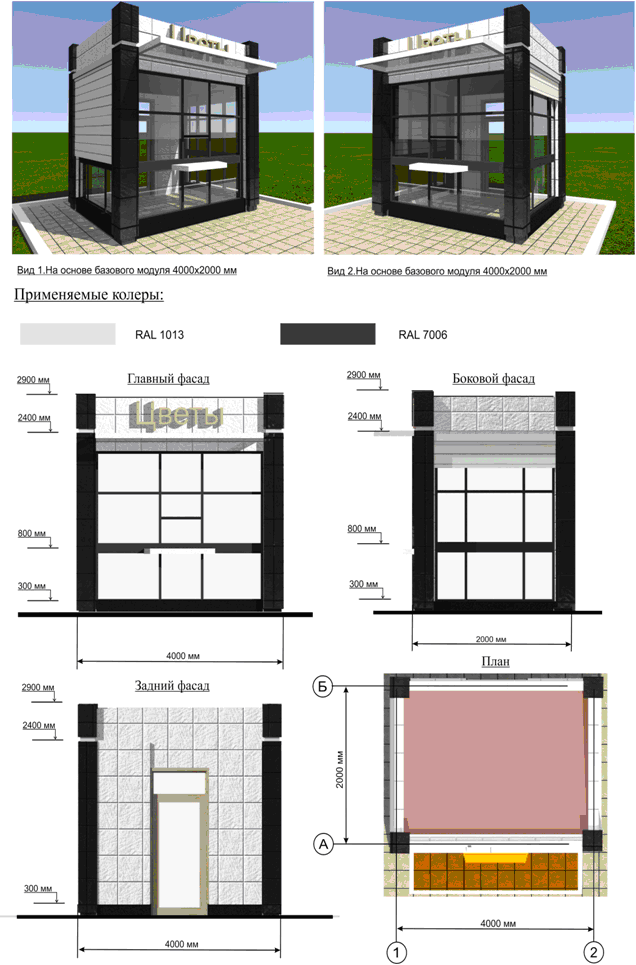 Цветы
Цветы
Вид 1.На основе базового модуля 4000х2000 мм
Вид 2.На основе базового модуля 4000х2000 мм
Применяемые колеры:
RAL 1013
RAL 7006
Главный фасад
Боковой фасад
2900 мм
2400 мм
800 мм
300 мм
Цветы
4000 мм
2900 мм
2400 мм
800 мм
300 мм
2000 мм
Задний фасад
План
2900 мм
2400 мм
300 мм
4000 мм
Б
2000 мм
А
4000 мм
1
2